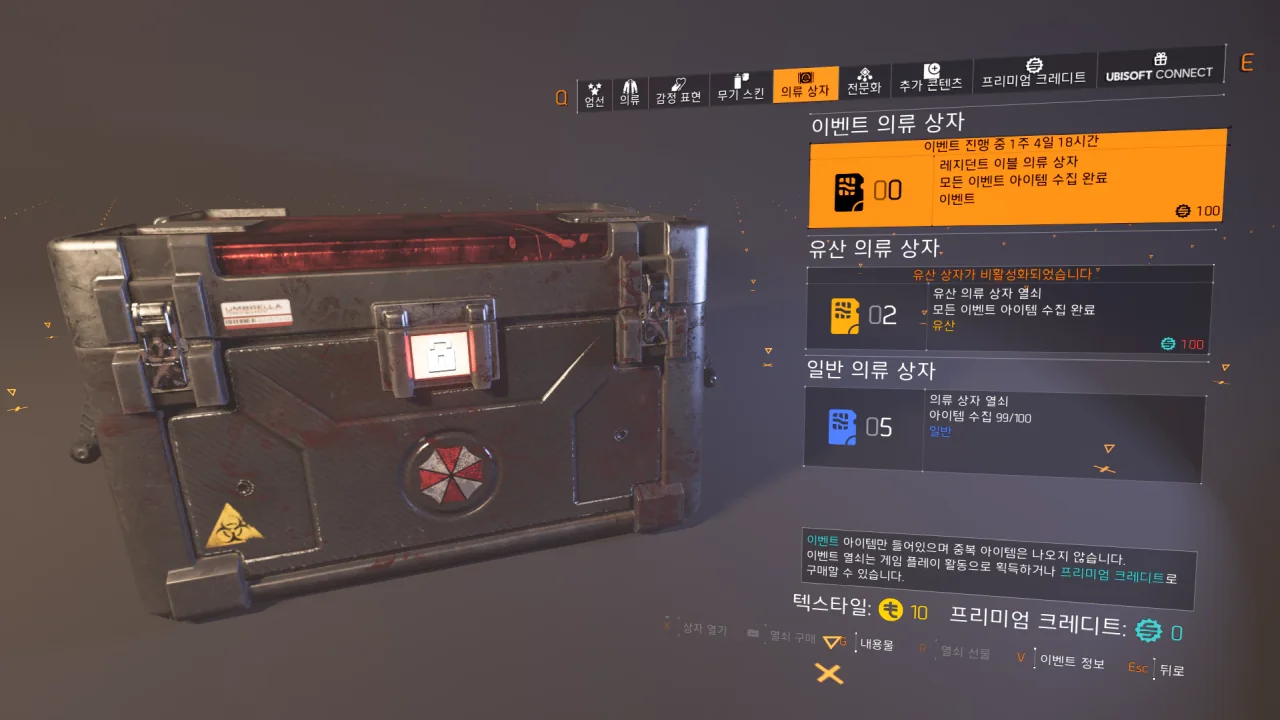 Q
엄선
의류
감정 표현
무기 스킨
의류 상자
전문화
추가 콘텐츠
프리미엄 크레디트
UBISOFT CONNECT
E
이벤트 의류 상자
이벤트 진행 중 1주 4일 18시간
00
레지던트 이블 의류 상자
모든 이벤트 아이템 수집 완료
이벤트
100
유산 의류 상자
유산 상자가 비활성화되었습니다
02
유산 의류 상자 열쇠
모든 이벤트 아이템 수집 완료
유산
100
일반 의류 상자
05
의류 상자 열쇠
아이템 수집 99/100
일반
UMBRELLA
이벤트 아이템만 들어있으며 중복 아이템은 나오지 않습니다.
이벤트 열쇠는 게임 플레이 활동으로 획득하거나 프리미엄 크레디트로
구매할 수 있습니다.
텍스타일: 10 프리미엄 크레디트: 0
X 상자 열기
열쇠 구매
G 내용물
열쇠 선물
V 이벤트 정보
Esc 뒤로